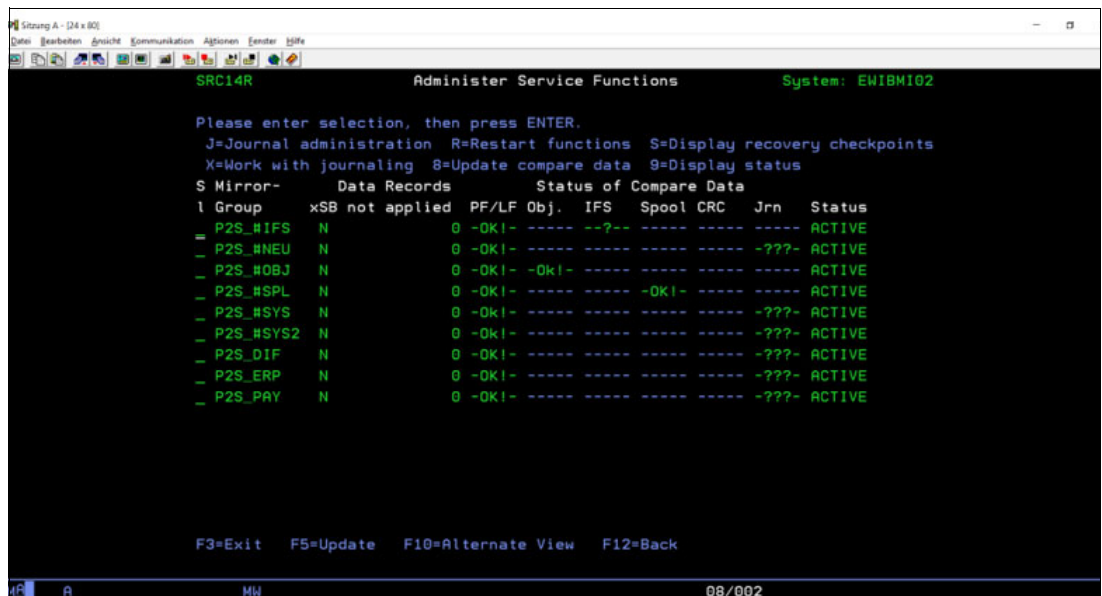 Sitzung A - [24 x 80]
Datei Bearbeiten Ansicht Kommunikation Aktionen Fenster Hilfe
SRC14R Administer Service Functions System: EWIBMI02
Please enter selection, then press ENTER.
J=Journal administration R=Restart functions S=Display recovery checkpoints
X=Work with journaling 8=Update compare data 9=Display status
S Mirror- Data Records Status of Compare Data
l Group xSB not applied PF/LF Obj. IFS Spool CRC Jrn Status
_ P2S_#IFS N 0 -OK!- ----- --?-- ----- ----- ----- ACTIVE
_ P2S_#NEU N 0 -OK!- ----- ----- ----- ----- -???- ACTIVE
_ P2S_#OBJ N 0 -OK!- -Ok!- ----- ----- ----- ----- ACTIVE
_ P2S_#SPL N 0 -OK!- ----- ----- -OK!- ----- ----- ACTIVE
_ P2S_#SYS N 0 -OK!- ----- ----- ----- ----- -???- ACTIVE
_ P2S_#SYS2 N 0 -OK!- ----- ----- ----- ----- -???- ACTIVE
_ P2S_DIF N 0 -OK!- ----- ----- ----- ----- -???- ACTIVE
_ P2S_ERP N 0 -OK!- ----- ----- ----- ----- -???- ACTIVE
_ P2S_PAY N 0 -OK!- ----- ----- ----- ----- -???- ACTIVE
F3=Exit F5=Update F10=Alternate View F12=Back
MA A MW 08/002